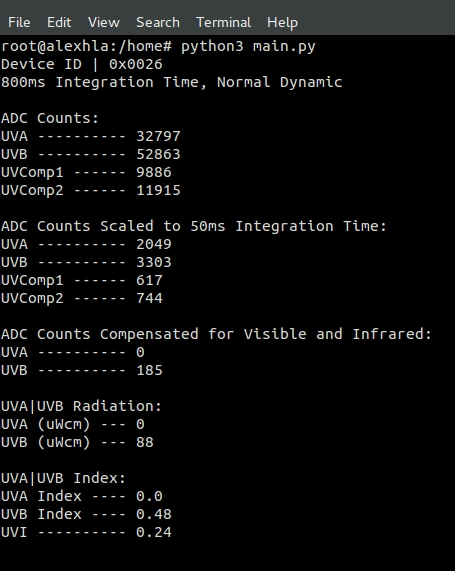 File Edit View Search Terminal Help
root@alexhla:/home# python3 main.py
Device ID | 0x0026
800ms Integration Time, Normal Dynamic
ADC Counts:
UVA ---------- 32797
UVB ---------- 52863
UVComp1 ------ 9886
UVComp2 ------ 11915
ADC Counts Scaled to 50ms Integration Time:
UVA ---------- 2049
UVB ---------- 3303
UVComp1 ------ 617
UVComp2 ------ 744
ADC Counts Compensated for Visible and Infrared:
UVA ---------- 0
UVB ---------- 185
UVA|UVB Radiation:
UVA (uWcm) --- 0
UVB (uWcm) --- 88
UVA|UVB Index:
UVA Index ---- 0.0
UVB Index ---- 0.48
UVI ---------- 0.24